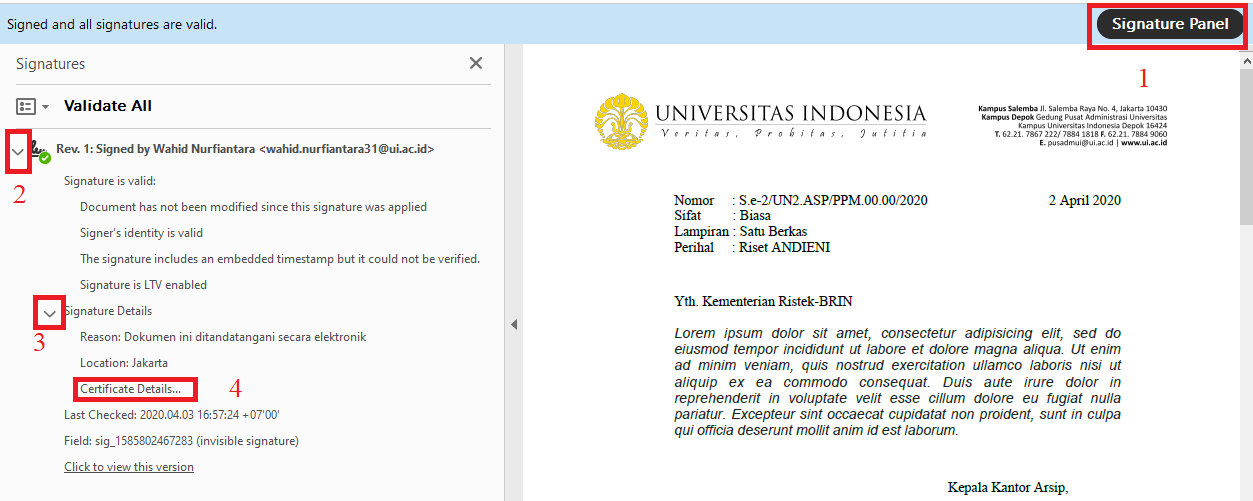 Signed and all signatures are valid.
Signature Panel
1
Signatures
Validate All
Rev. 1: Signed by Wahid Nurfiantara <wahid.nurfiantara31@ui.ac.id>
2
Signature is valid:
Document has not been modified since this signature was applied
Signer's identity is valid
The signature includes an embedded timestamp but it could not be verified.
Signature is LTV enabled
Signature Details
3
Reason: Dokumen ini ditandatangani secara elektronik
Location: Jakarta
Certificate Details...
4
Last Checked: 2020.04.03 16:57:24 +07'00'
Field: sig_1585802467283 (invisible signature)
Click to view this version
UNIVERSITAS INDONESIA
Veritas, Probitas, Iutitia
Kampus Salemba Jl. Salemba Raya No. 4, Jakarta 10430
Kampus Depok Gedung Pusat Administrasi Universitas
Kampus Universitas Indonesia Depok 16424
T. 62.21. 7867 222/ 7884 1818 F. 62.21. 7884 9060
E. pusadmui@ui.ac.id | www.ui.ac.id
Nomor : S.e-2/UN2.ASP/PPM.00.00/2020 2 April 2020
Sifat : Biasa
Lampiran : Satu Berkas
Perihal : Riset ANDIENI
Yth. Kementerian Ristek-BRIN
Lorem ipsum dolor sit amet, consectetur adipisicing elit, sed do
eiusmod tempor incididunt ut labore et dolore magna aliqua. Ut enim
ad minim veniam, quis nostrud exercitation ullamco laboris nisi ut
aliquip ex ea commodo consequat. Duis aute irure dolor in
reprehenderit in voluptate velit esse cillum dolore eu fugiat nulla
pariatur. Excepteur sint occaecat cupidatat non proident, sunt in culpa
qui officia deserunt mollit anim id est laborum.
Kepala Kantor Arsip,